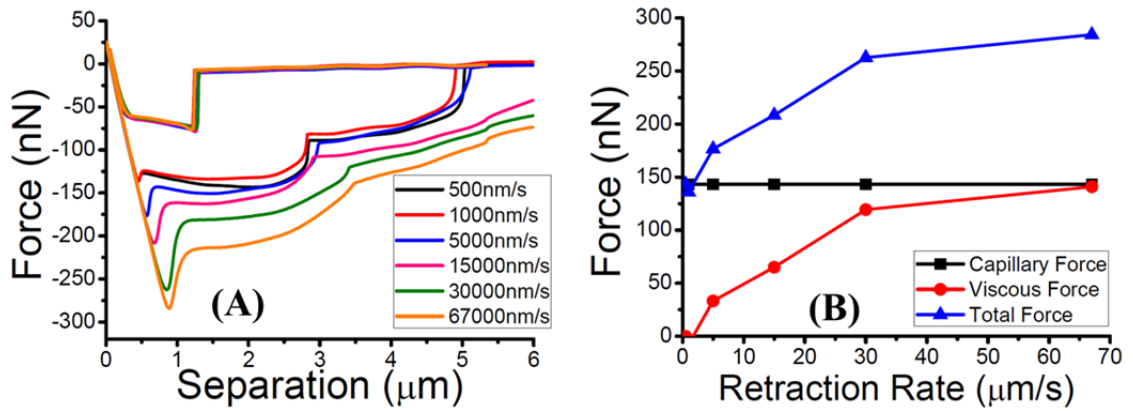 50
0
-50
-100
-150
-200
-250
-300
Force (nN)
0 1 2 3 4 5 6
Separation (μm)
500nm/s
1000nm/s
5000nm/s
15000nm/s
30000nm/s
67000nm/s
(A)
300
250
200
150
100
50
0
Force (nN)
0 10 20 30 40 50 60 70
Retraction Rate (μm/s)
Capillary Force
Viscous Force
Total Force
(B)